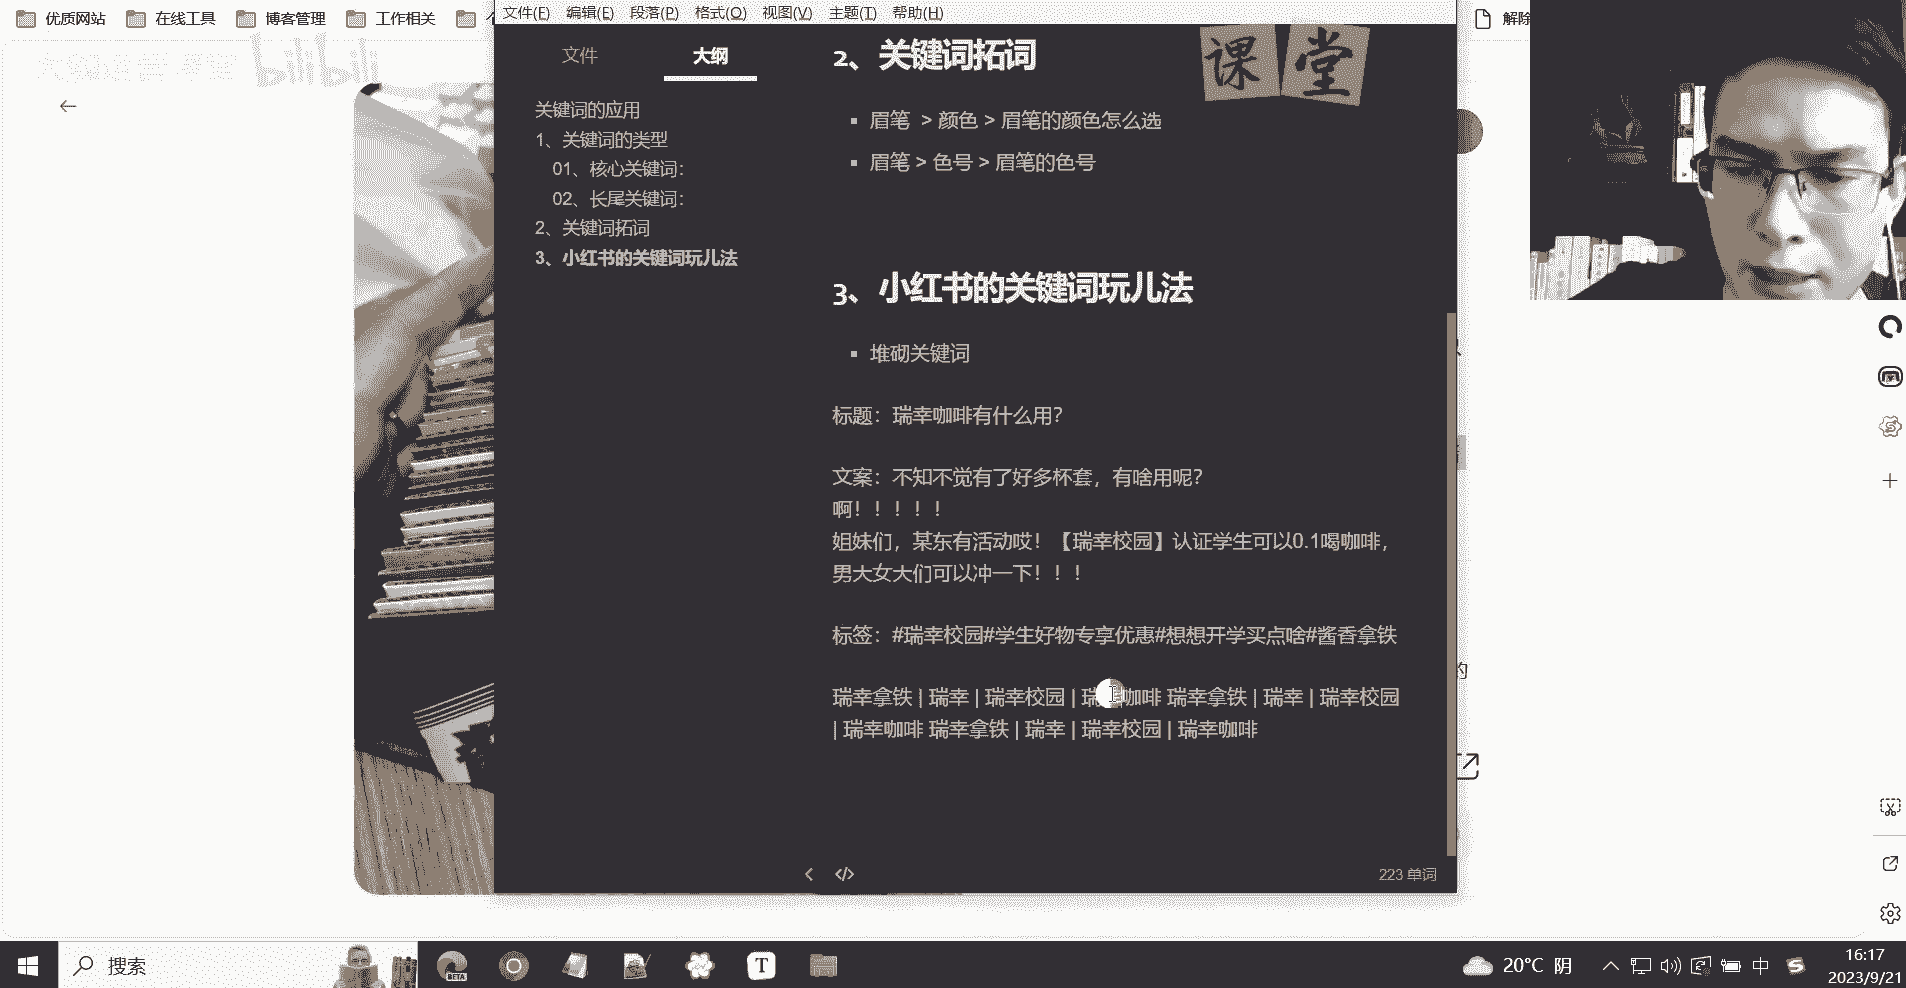 优质网站 在线工具 博客管理 工作相关
文件(F) 编辑(E) 段落(P) 格式(O) 视图(V) 主题(T) 帮助(H)
解除
bilibili
文件 大纲
关键词的应用
1、关键词的类型
01、核心关键词:
02、长尾关键词:
2、关键词拓词
3、小红书的关键词玩儿法
课堂
2、关键词拓词
眉笔 > 颜色 > 眉笔的颜色怎么选
眉笔 > 色号 > 眉笔的色号
3、小红书的关键词玩儿法
堆砌关键词
标题：瑞幸咖啡有什么用？
文案：不知不觉有了好多杯套，有啥用呢？
啊！！！！！
姐妹们，某东有活动哎！【瑞幸校园】认证学生可以0.1喝咖啡，
男大女大们可以冲一下！！！
标签：#瑞幸校园#学生好物专享优惠#想想开学买点啥#酱香拿铁
瑞幸拿铁 | 瑞幸 | 瑞幸校园 | 瑞幸咖啡 瑞幸拿铁 | 瑞幸 | 瑞幸校园
| 瑞幸咖啡 瑞幸拿铁 | 瑞幸 | 瑞幸校园 | 瑞幸咖啡
的
223 单词
搜索
BETA
T
20°C 阴
中
16:17
2023/9/21